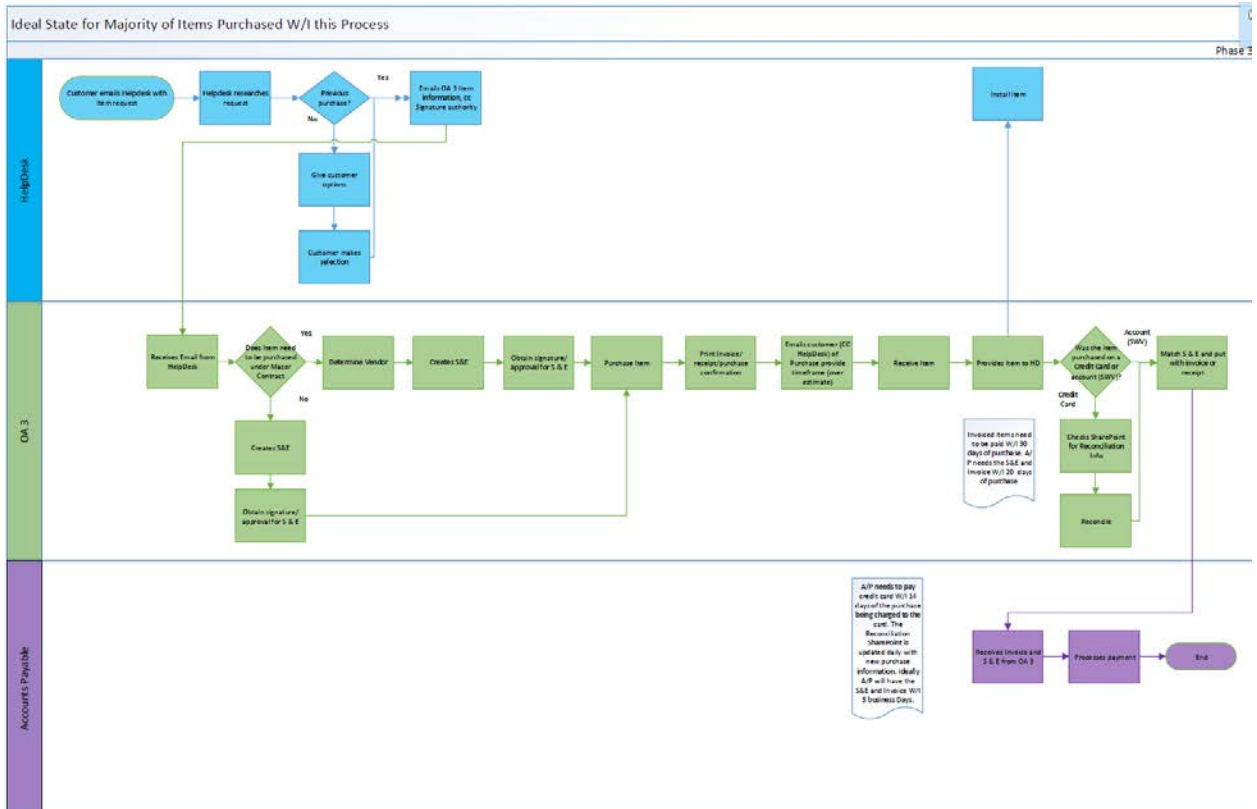 Ideal State for Majority of Items Purchased W/I this Process
Phase 3
HelpDesk
Customer emails Helpdesk with
item request
Helpdesk researches
request
Previous
purchase?
Yes
No
Emails OA 3 item
information, cc
Signature authority
Give customer
options
Customer makes
selection
Install item
OA 3
Receives Email from
HelpDesk
Does item need
to be purchased
under Maser
Contract
Yes
No
Determine Vendor
Creates S&E
Obtain signature/
approval for S & E
Purchase Item
Print invoice/
receipt/purchase
confirmation
Emails customer (CC
HelpDesk) of
Purchase provide
timeframe (over
estimate)
Receive Item
Provides item to HD
Was the item
purchased on a
credit card or
account (SWV)?
Account
(SWV)
Credit
Card
Match S & E and put
with invoice or
receipt
Creates S&E
Obtain signature/
approval for S & E
Invoiced items need
to be paid W/I 30
days of purchase. A/
P needs the S&E and
Invoice W/I 20 days
of purchase
Checks SharePoint
for Reconciliation
Info
Reconcile
Accounts Payable
A/P needs to pay
credit card W/I 14
days of the purchase
being charged to the
card. The
Reconciliation
SharePoint is
updated daily with
new purchase
information. Ideally
A/P will have the
S&E and Invoice W/I
5 business Days.
Receives Invoice and
S & E from OA 3
Processes payment
End